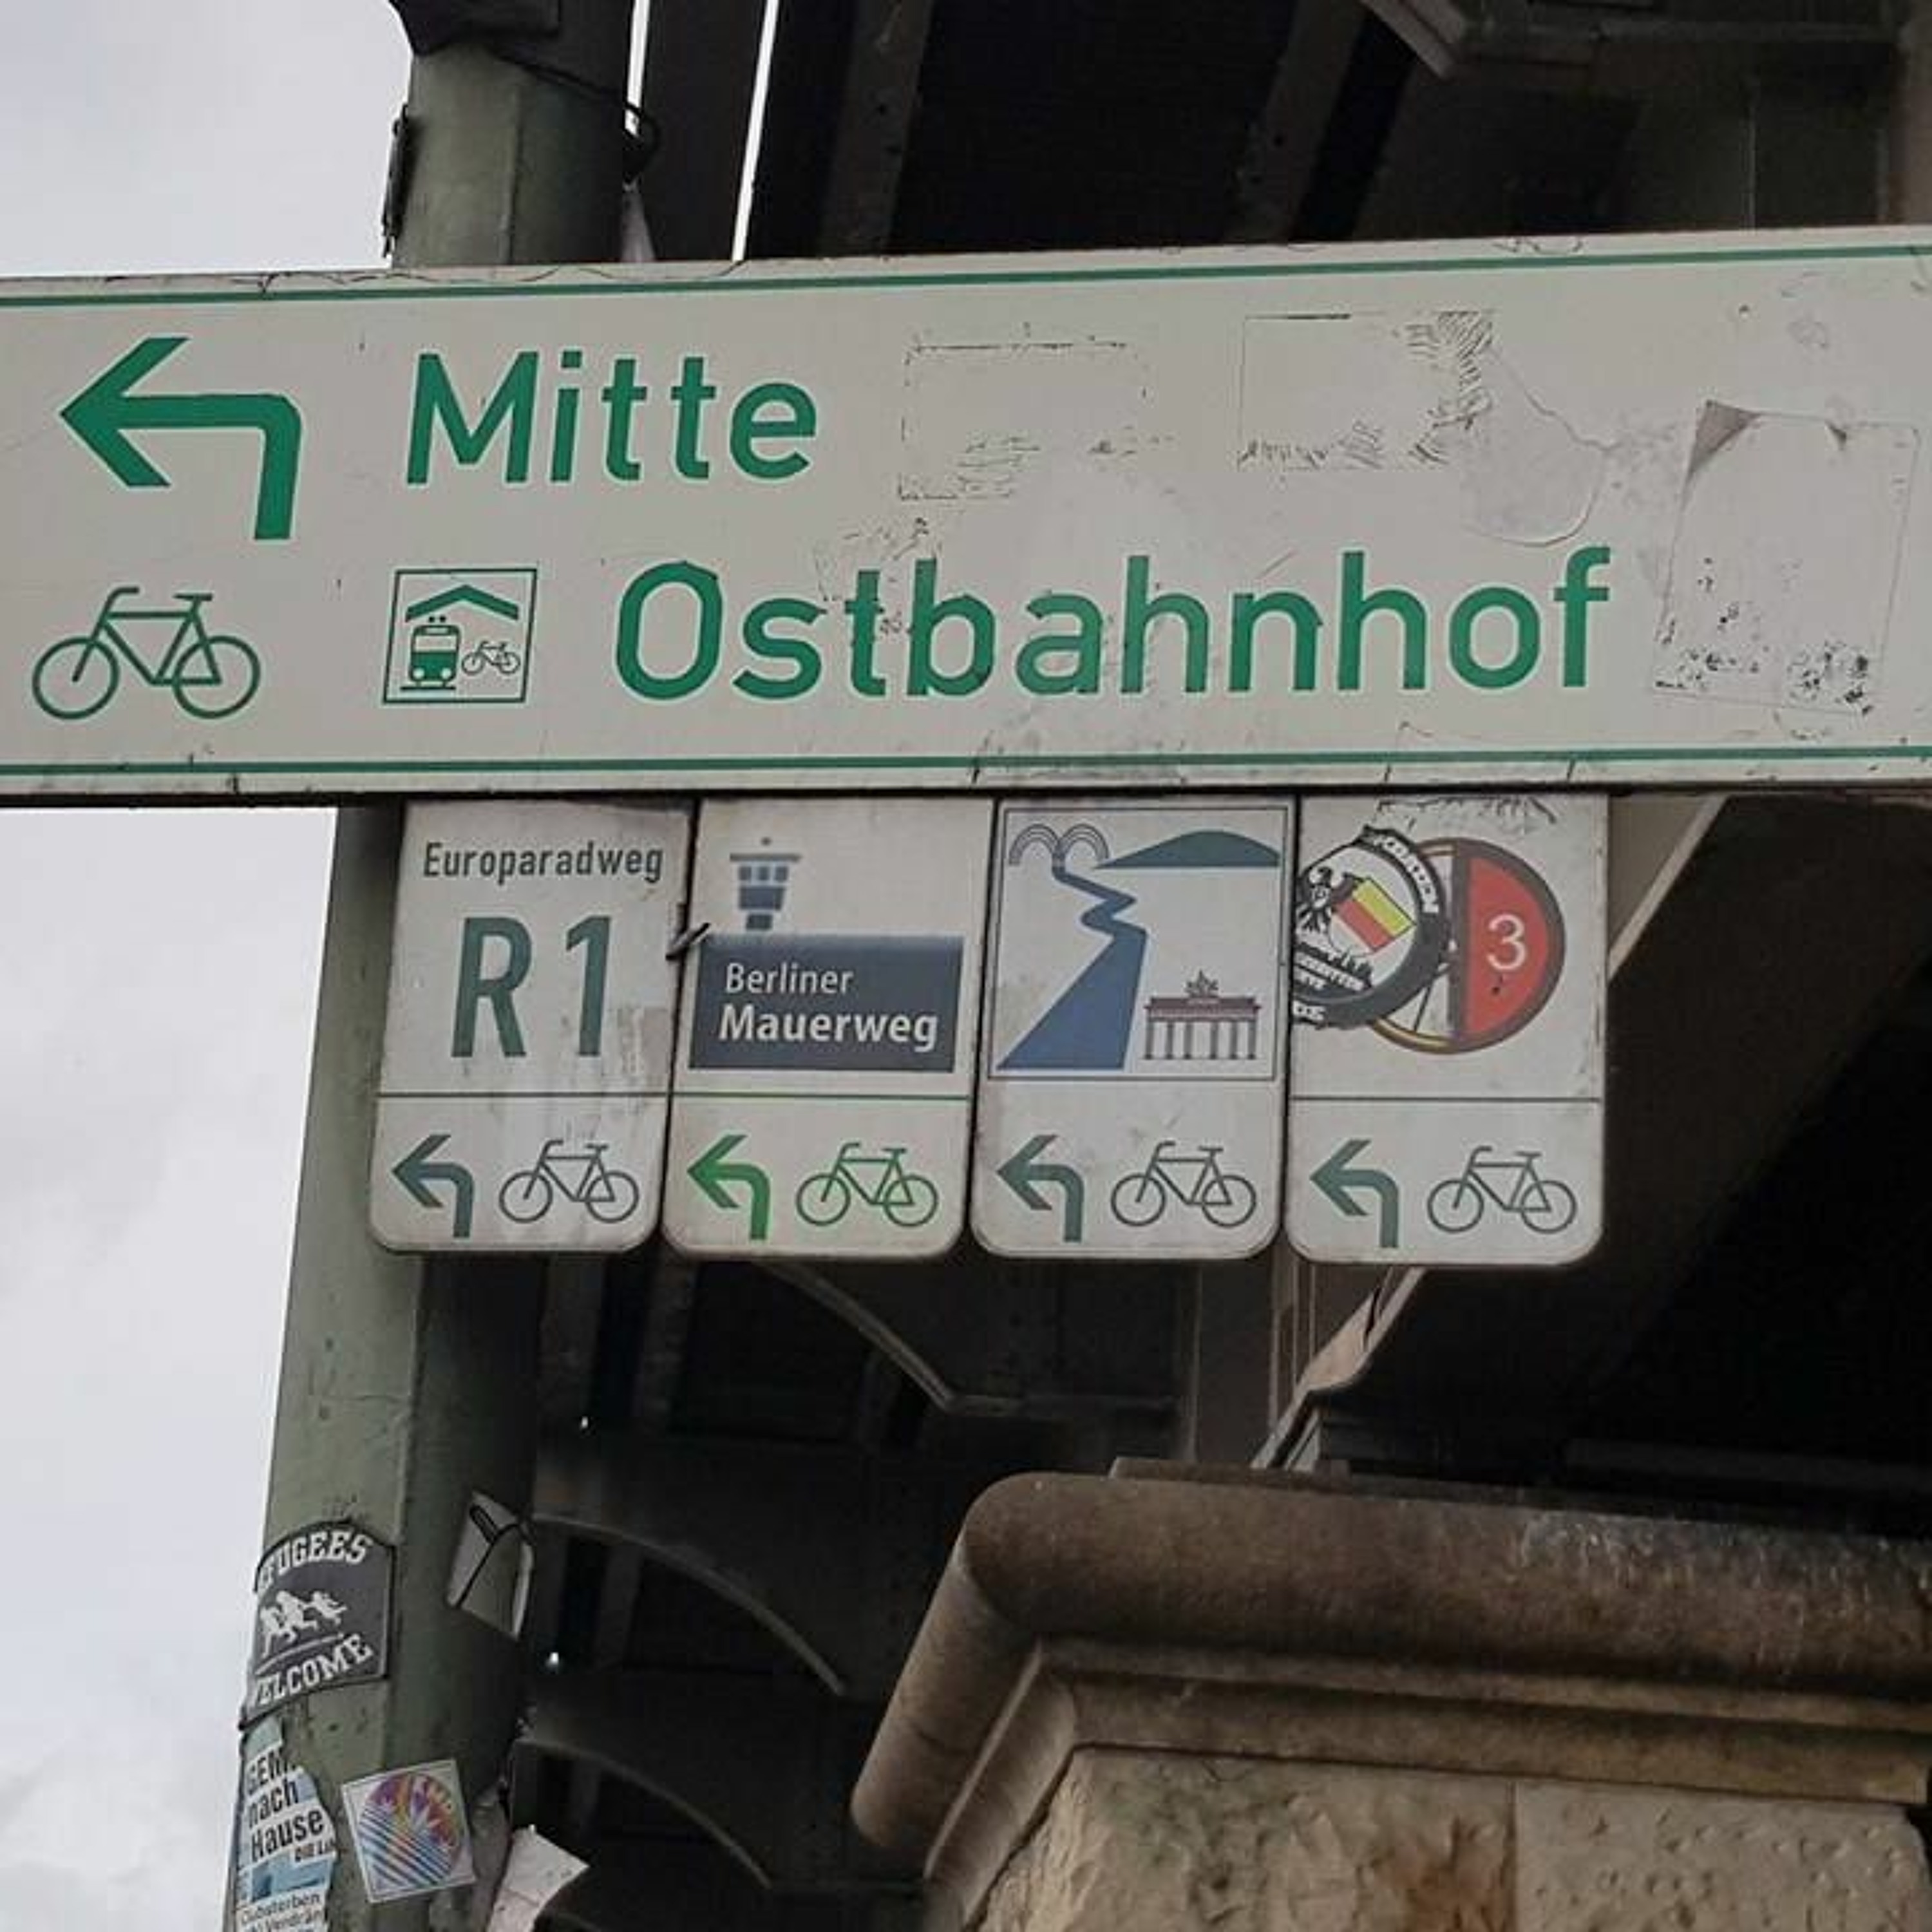 Mitte
Ostbahnhof
Europaradweg
R1
Berliner
Mauerweg
3
WELCOME
nach
Hause